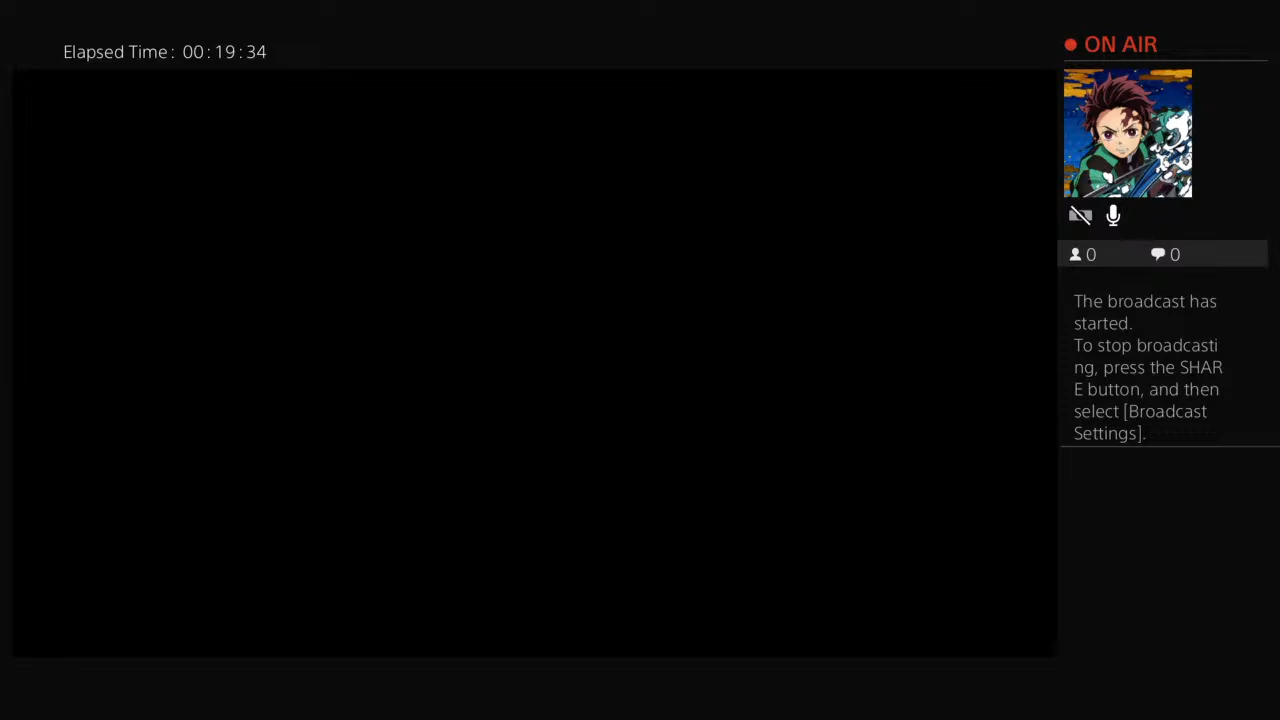 Elapsed Time: 00:19:34
ON AIR
0 0
The broadcast has
started.
To stop broadcasti
ng, press the SHAR
E button, and then
select [Broadcast
Settings].